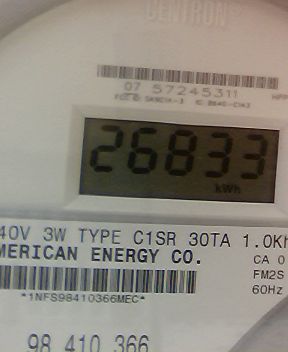 CENTRON
07 57245311
26833
kWh
40V 3W TYPE C1SR 30TA 1.0Kh
MERICAN ENERGY CO.
CA 0
FM2S
60Hz
*1NFS98410366MEC*
98 410 366